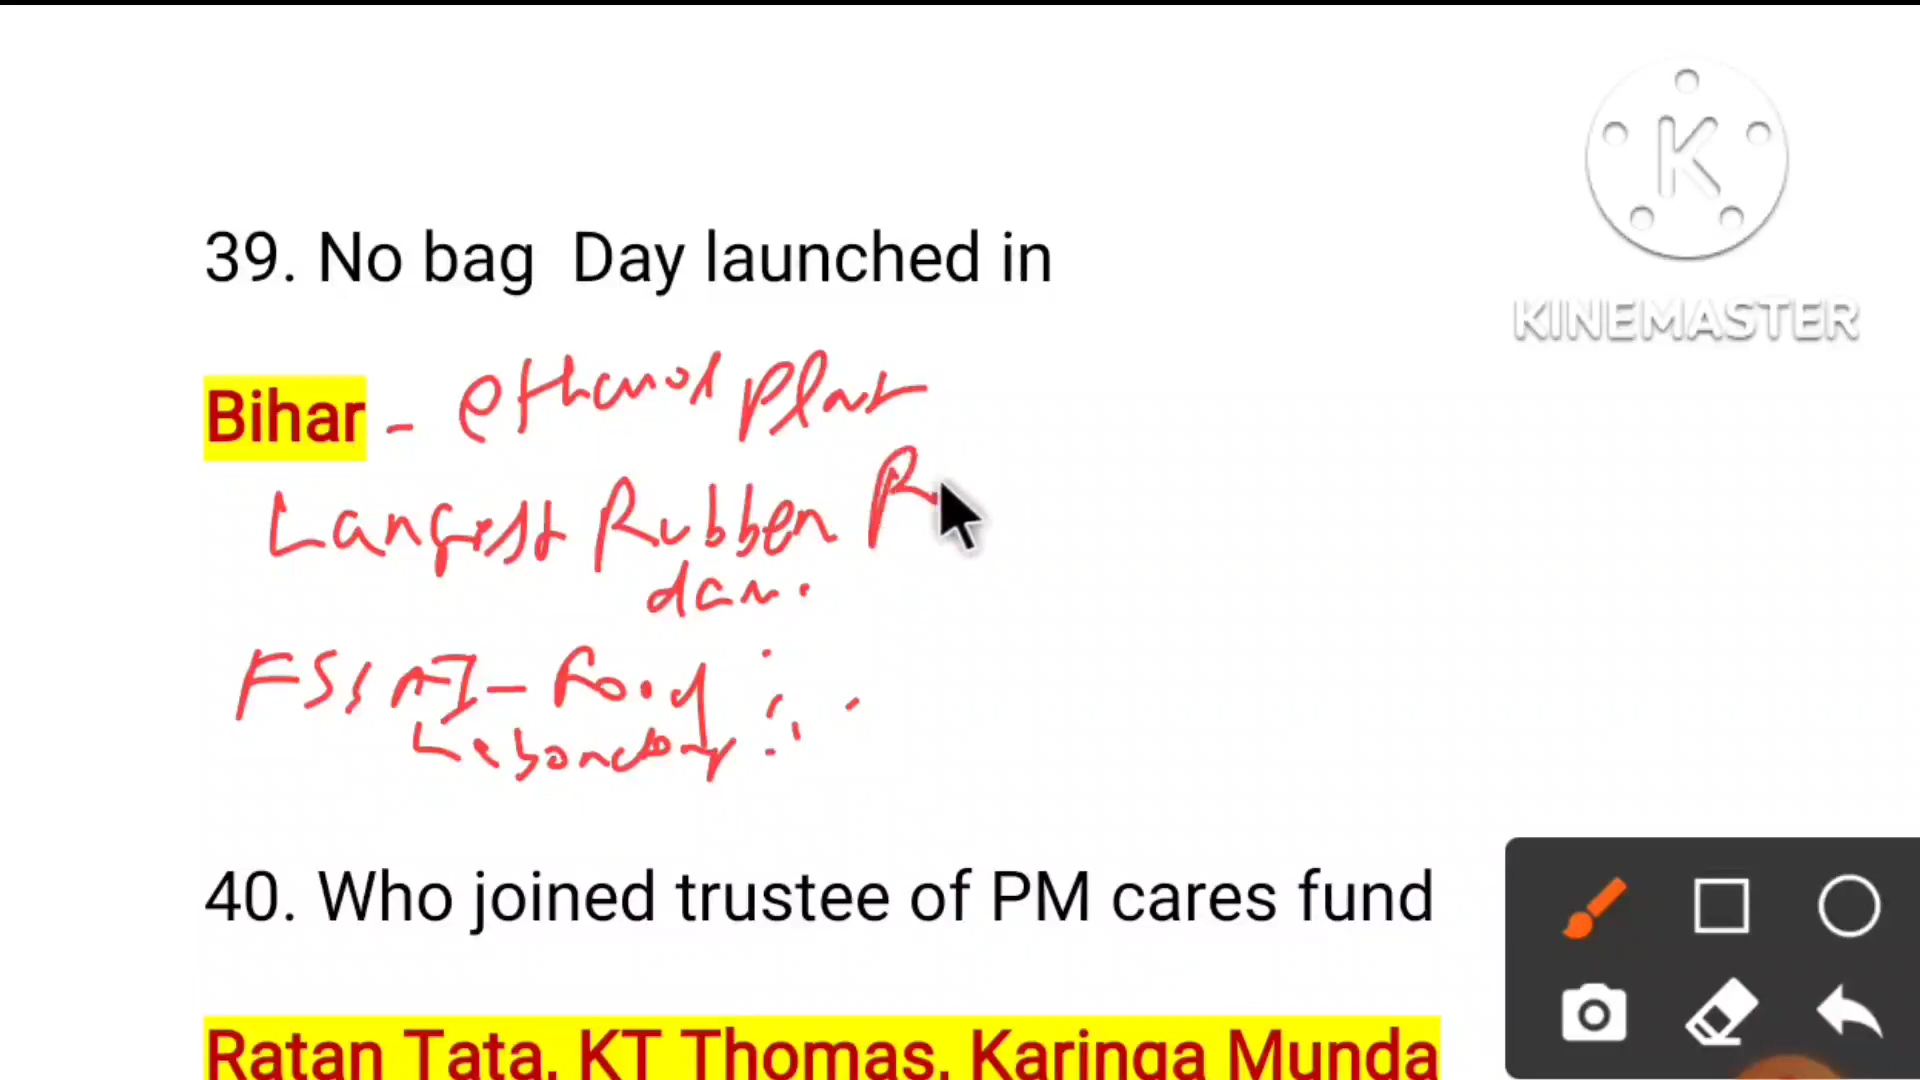 KINEMASTER
39. No bag Day launched in
Bihar - ethanol Plant
Largest Rubber
dam.
FSSAI - Food
Laboratory
40. Who joined trustee of PM cares fund
Ratan Tata, KT Thomas, Karinga Munda